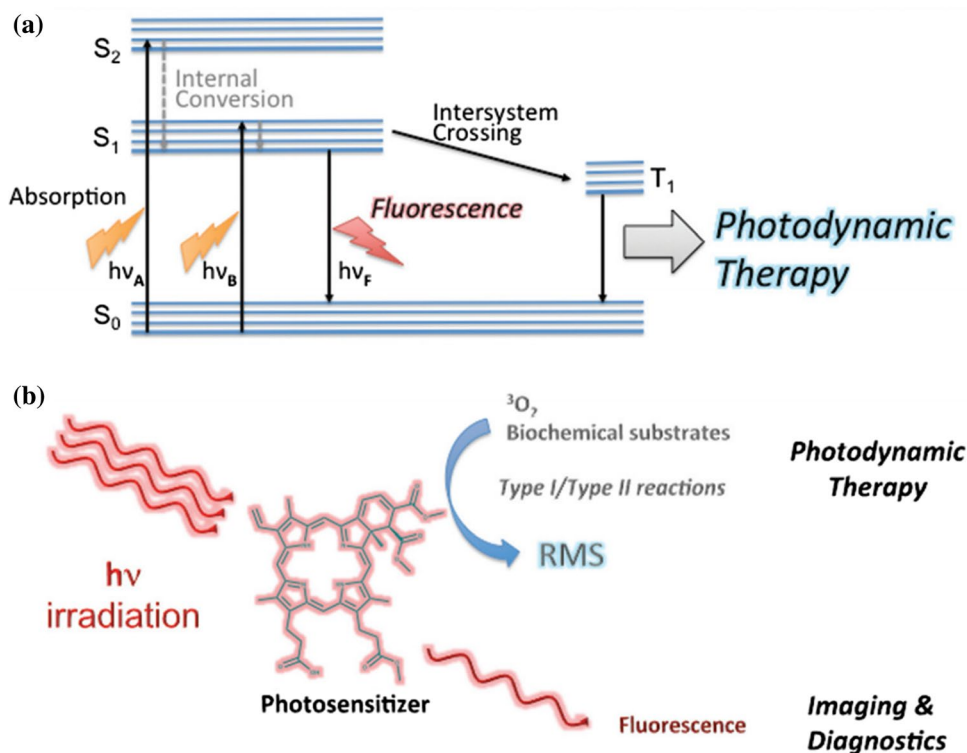 (a)
S2
Internal
Conversion
S1
Intersystem
Crossing
T1
Absorption
Fluorescence
hνA
hνB
hνF
Photodynamic
Therapy
S0
(b)
³O?
Biochemical substrates
Photodynamic
Therapy
Type I/Type II reactions
RMS
hν
irradiation
Photosensitizer
Fluorescence
Imaging &
Diagnostics